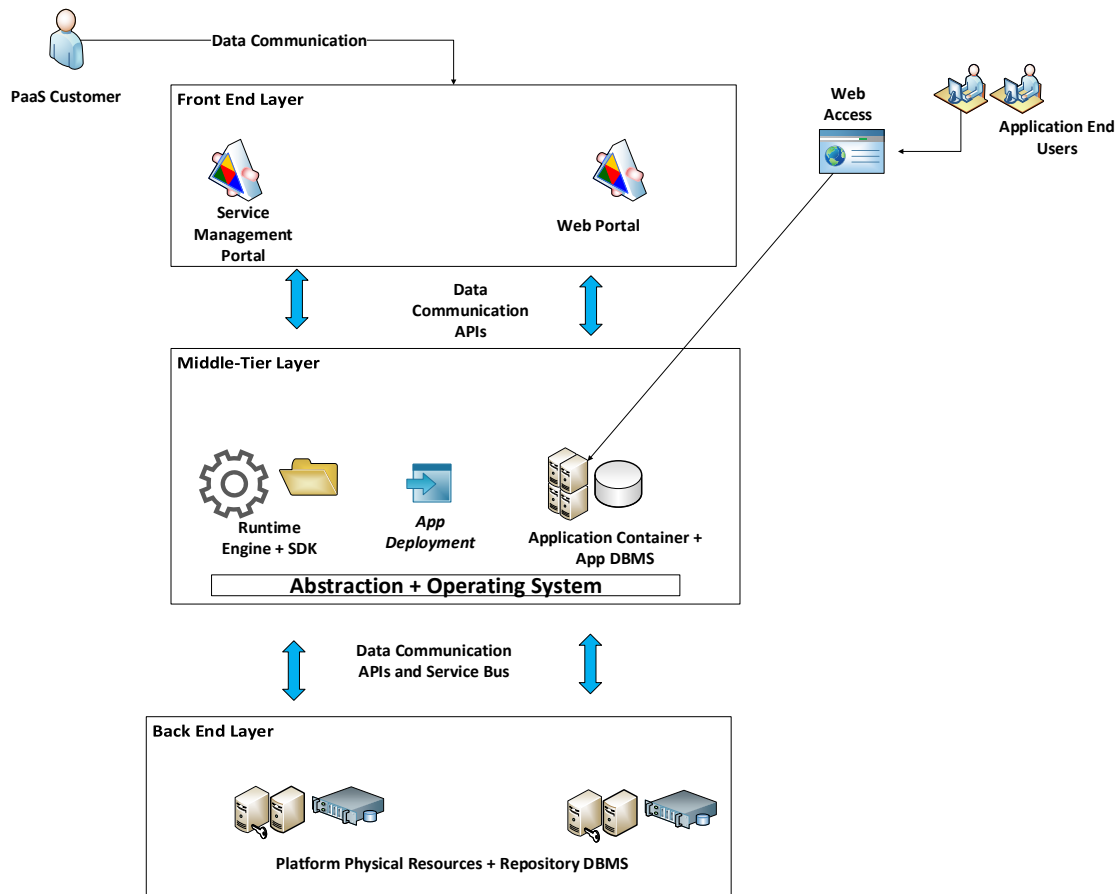 Data Communication
PaaS Customer
Front End Layer
Web
Access
Application End
Users
Service
Management
Portal
Web Portal
Data
Communication
APIs
Middle-Tier Layer
Runtime
Engine + SDK
App
Deployment
Application Container +
App DBMS
Abstraction + Operating System
Data Communication
APIs and Service Bus
Back End Layer
Platform Physical Resources + Repository DBMS